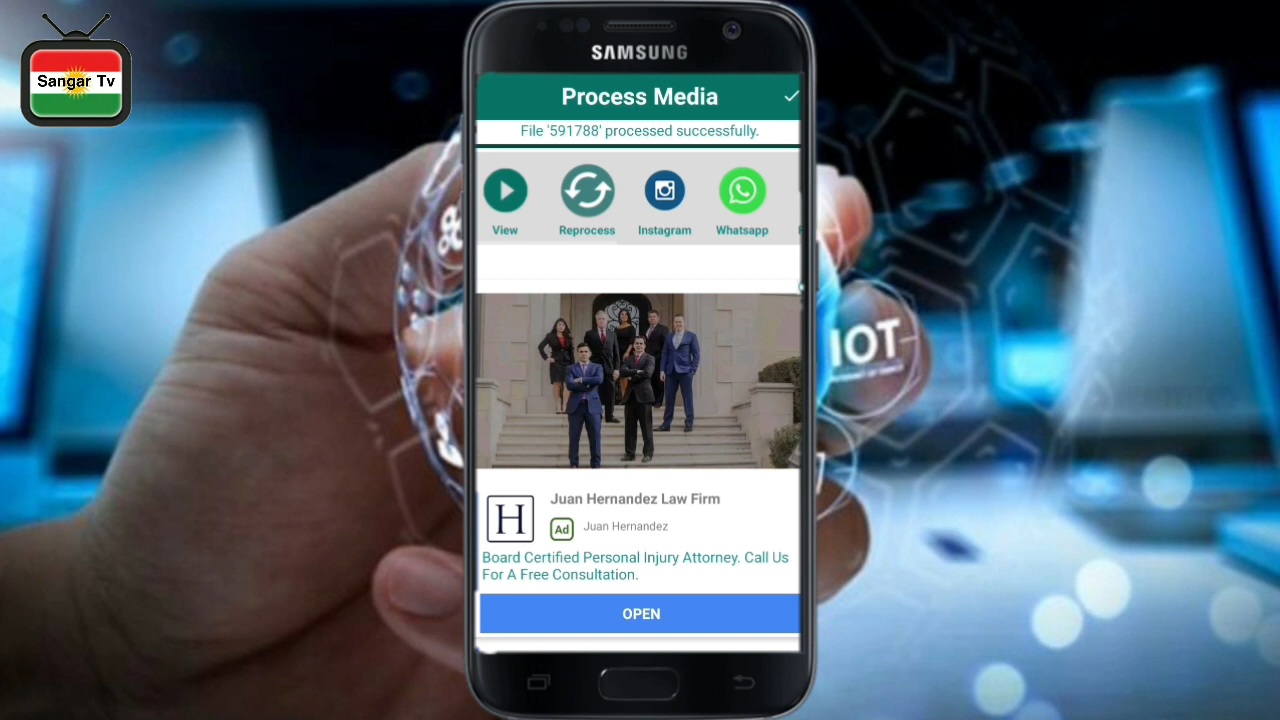 Sangar Tv
SAMSUNG
Process Media
File '591788' processed successfully.
View
Reprocess
Instagram
Whatsapp
IOT
H
Juan Hernandez Law Firm
Ad
Juan Hernandez
Board Certified Personal Injury Attorney. Call Us
For A Free Consultation.
OPEN